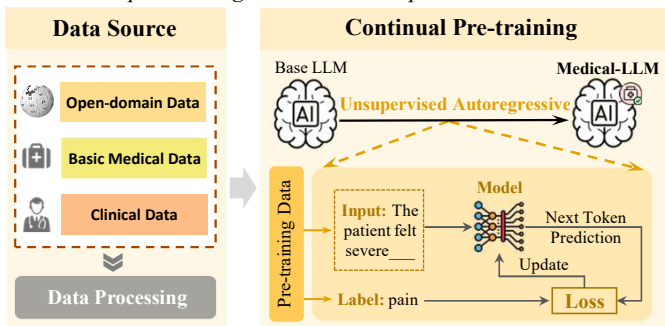 Data Source
Open-domain Data
Basic Medical Data
Clinical Data
Data Processing
Continual Pre-training
Base LLM
Medical-LLM
AI
AI
Unsupervised Autoregressive
Pre-training Data
Input: The
patient felt
severe___
Label: pain
Model
Next Token
Prediction
Update
Loss